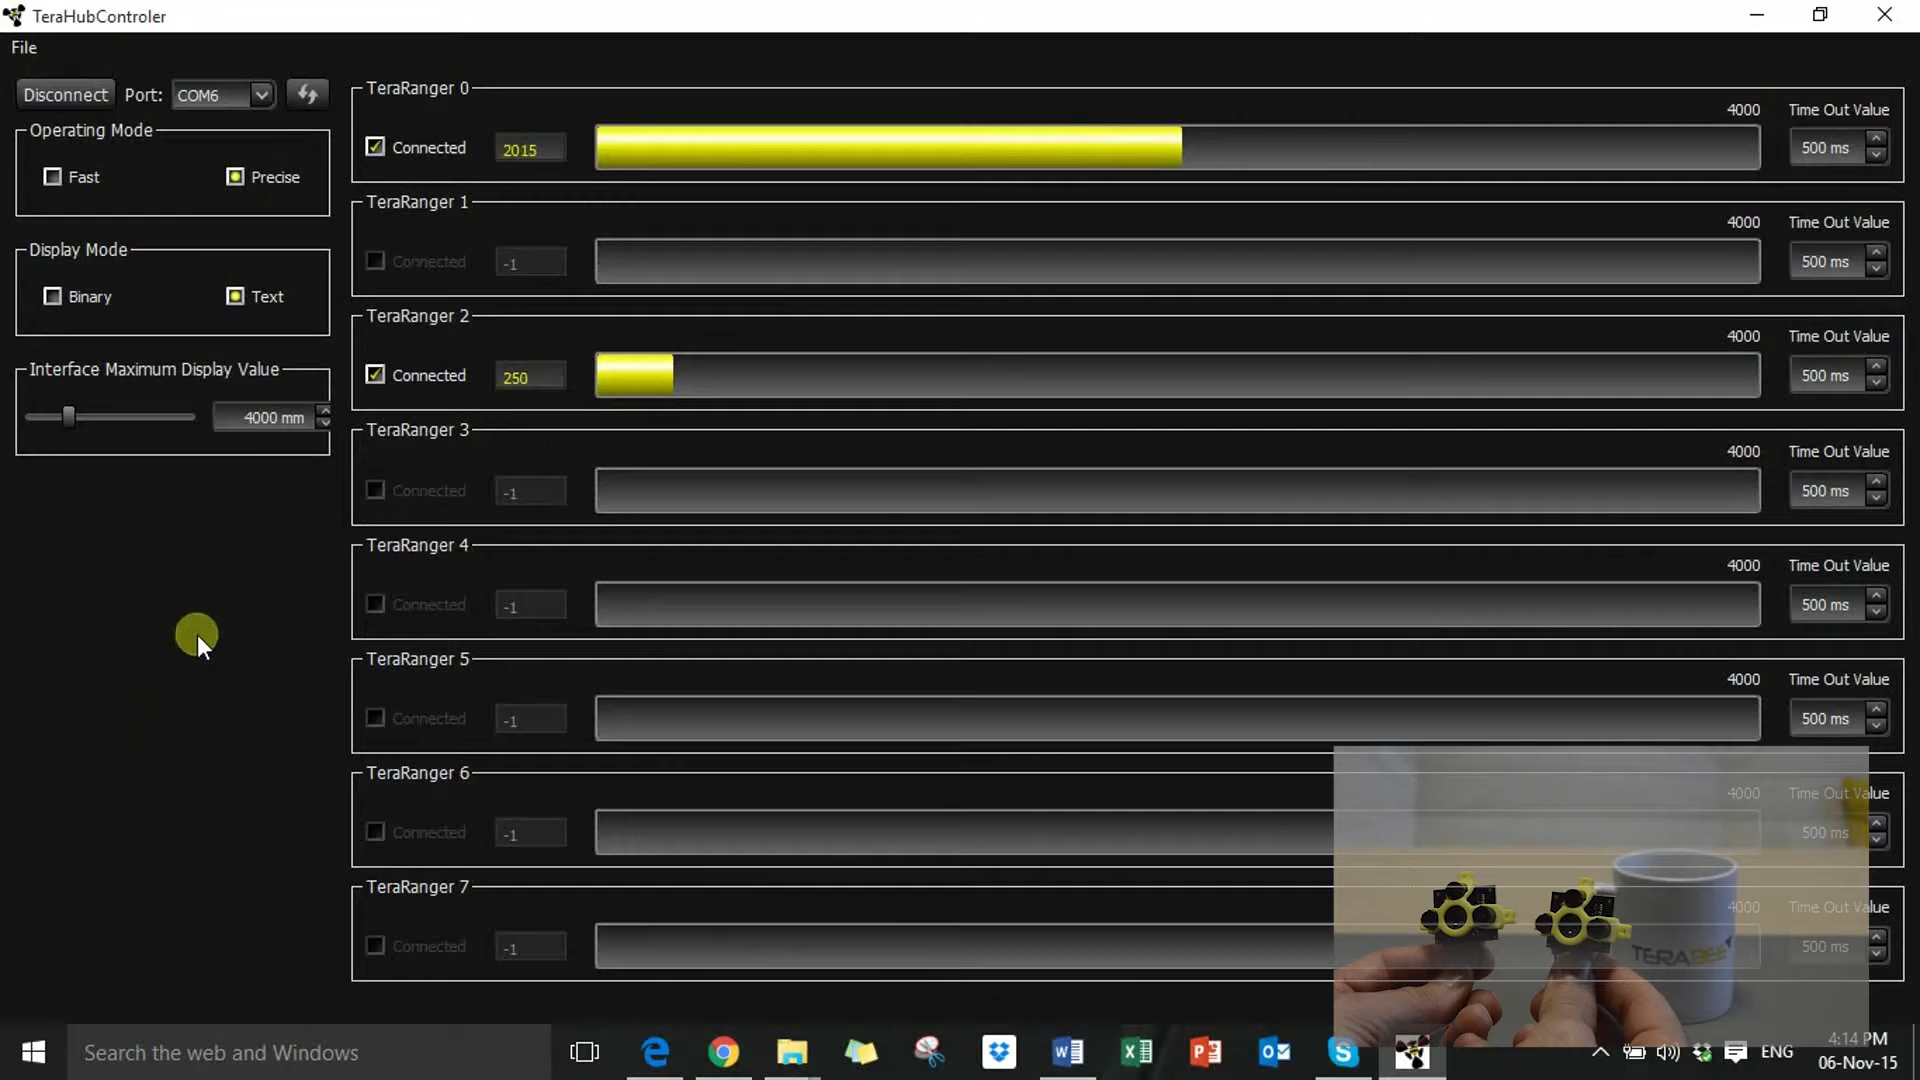 TeraHubControler
File
Disconnect Port: COM6
Operating Mode
Fast Precise
Display Mode
Binary Text
Interface Maximum Display Value
4000 mm
TeraRanger 0
4000 Time Out Value
Connected 2015 500 ms
TeraRanger 1
4000 Time Out Value
Connected -1 500 ms
TeraRanger 2
4000 Time Out Value
Connected 250 500 ms
TeraRanger 3
4000 Time Out Value
Connected -1 500 ms
TeraRanger 4
4000 Time Out Value
Connected -1 500 ms
TeraRanger 5
4000 Time Out Value
Connected -1 500 ms
TeraRanger 6
4000 Time Out Value
Connected -1 500 ms
TeraRanger 7
4000 Time Out Value
Connected -1 500 ms
TERABEE
Search the web and Windows
ENG
4:14 PM
06-Nov-15